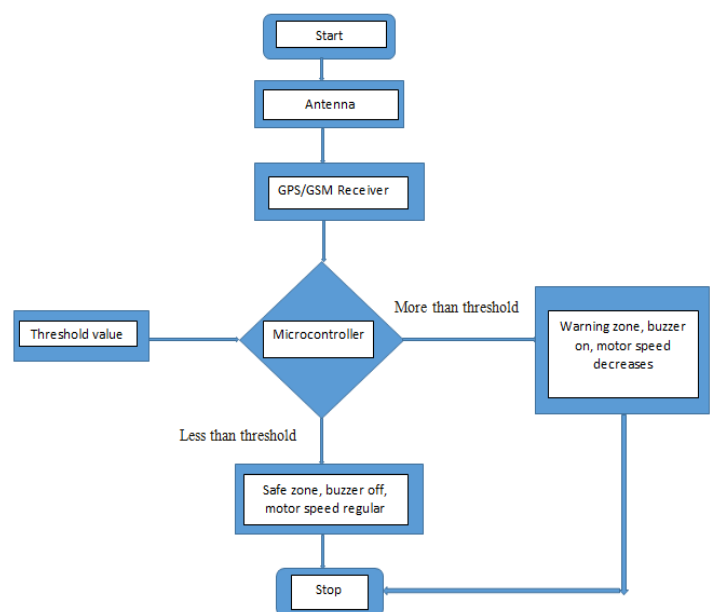 Start
Antenna
GPS/GSM Receiver
More than threshold
Threshold value
Microcontroller
Warning zone, buzzer
on, motor speed
decreases
Less than threshold
Safe zone, buzzer off,
motor speed regular
Stop